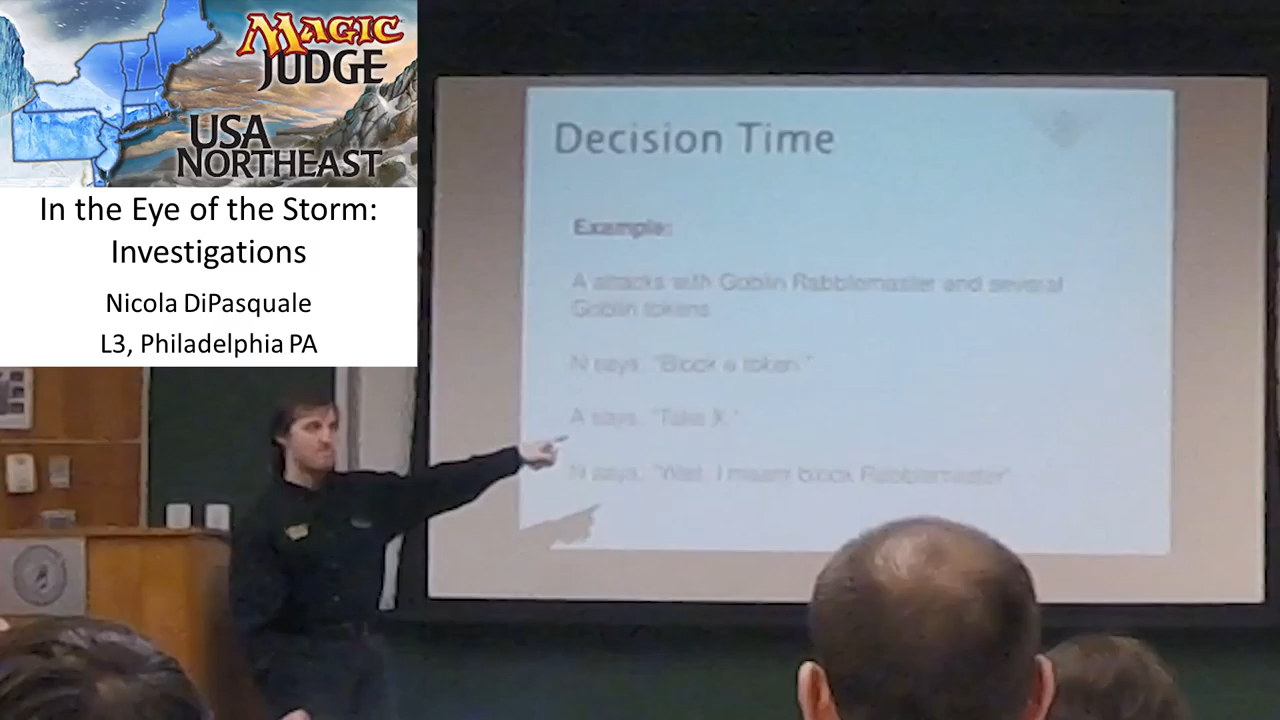 MAGIC
JUDGE
USA
NORTHEAST
In the Eye of the Storm:
Investigations
Nicola DiPasquale
L3, Philadelphia PA
Decision Time
Example:
A attacks with Goblin Rabblemaster and several
Goblin tokens
N says, "Block a token."
A says, "Take X."
N says, "Wait, I meant block Rabblemaster"